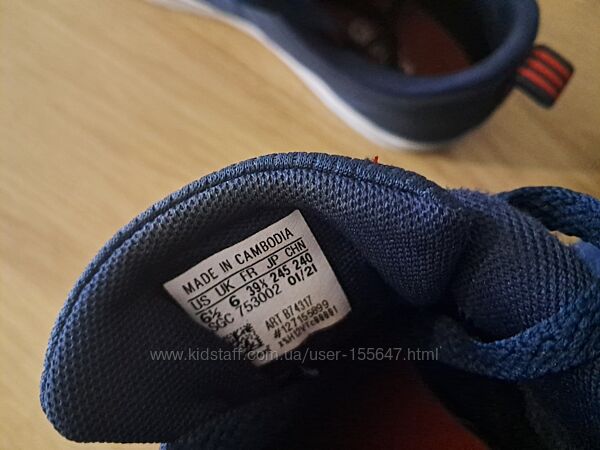 MADE IN CAMBODIA
US UK FR JP CHN
6½ 6 39⅓ 245 240
SGC 753002 01/21
ART B74317
#127155699
www.kidstaff.com.ua/user-155647.html